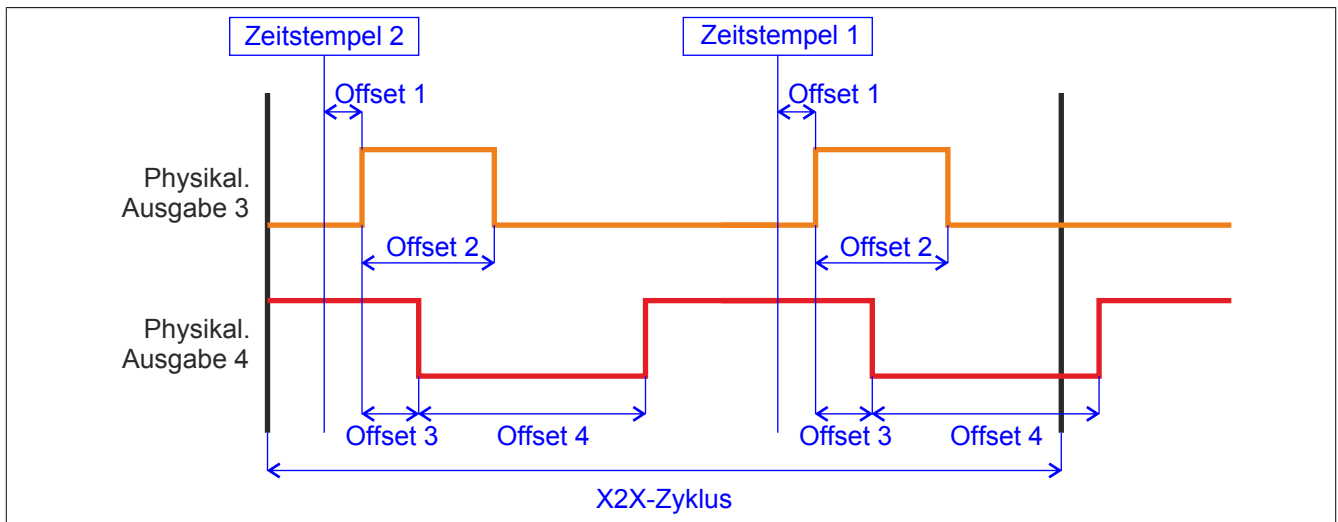 Zeitstempel 2
Zeitstempel 1
Offset 1
Offset 1
Physikal.
Ausgabe 3
Offset 2
Offset 2
Physikal.
Ausgabe 4
Offset 3
Offset 4
Offset 3
Offset 4
X2X-Zyklus